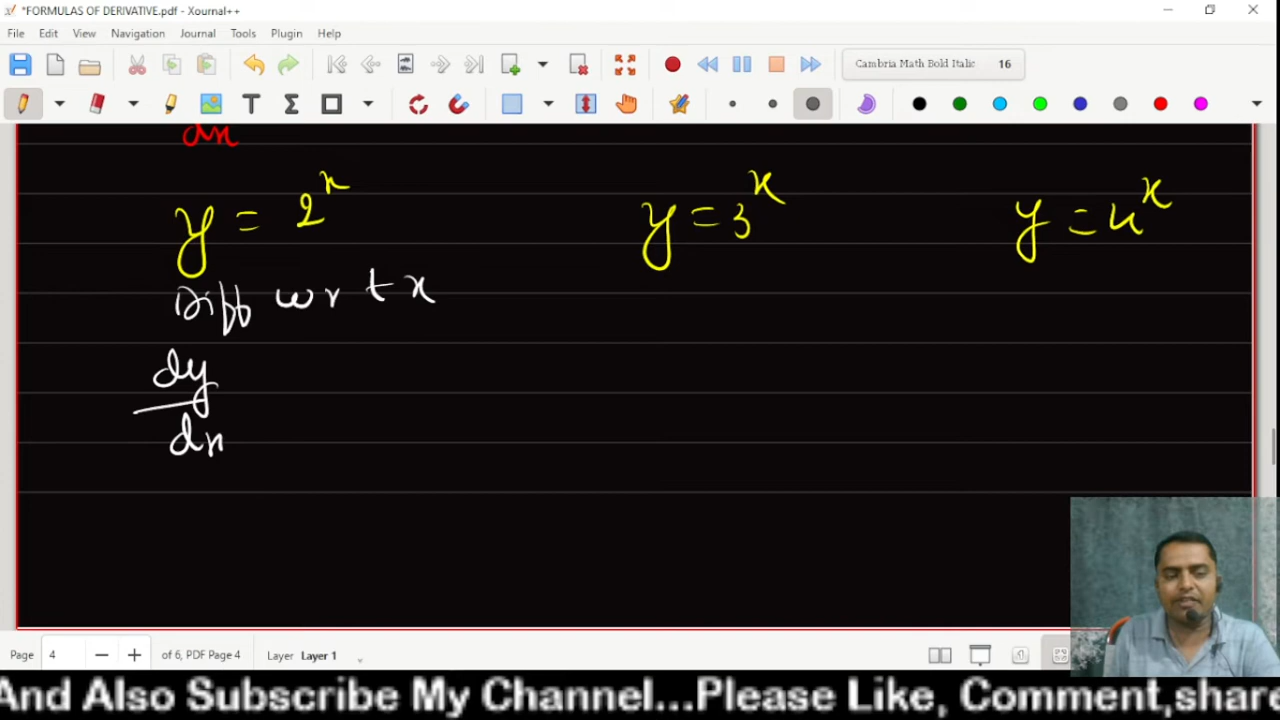 *FORMULAS OF DERIVATIVE.pdf - Xournal++
File Edit View Navigation Journal Tools Plugin Help
Cambria Math Bold Italic 16
dx
y = 2^x y = 3^x y = 4^x
Diff w r t x
dy
dx
Page 4 of 6, PDF Page 4 Layer Layer 1
And Also Subscribe My Channel...Please Like, Comment,share